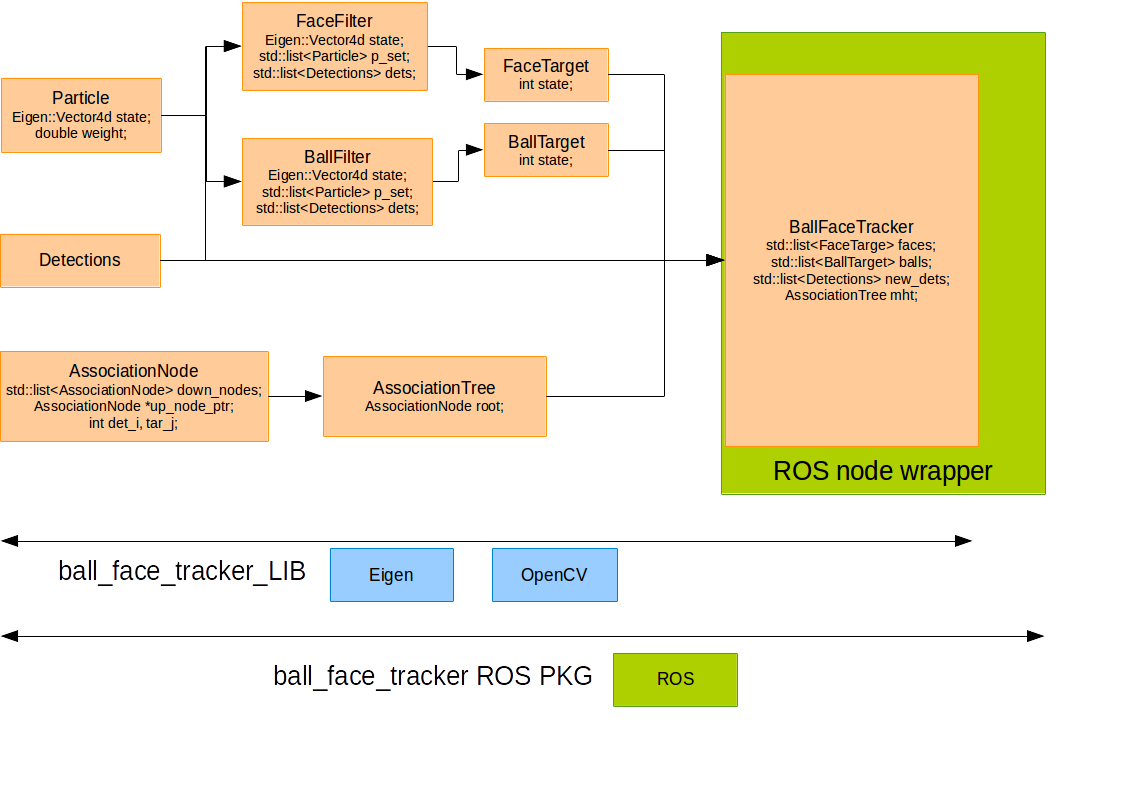 FaceFilter
Eigen::Vector4d state;
std::list<Particle> p_set;
std::list<Detections> dets;
FaceTarget
int state;
Particle
Eigen::Vector4d state;
double weight;
BallTarget
int state;
BallFilter
Eigen::Vector4d state;
std::list<Particle> p_set;
std::list<Detections> dets;
Detections
BallFaceTracker
std::list<FaceTarge> faces;
std::list<BallTarget> balls;
std::list<Detections> new_dets;
AssociationTree mht;
AssociationNode
std::list<AssociationNode> down_nodes;
AssociationNode *up_node_ptr;
int det_i, tar_j;
AssociationTree
AssociationNode root;
ROS node wrapper
ball_face_tracker_LIB
Eigen
OpenCV
ball_face_tracker ROS PKG
ROS